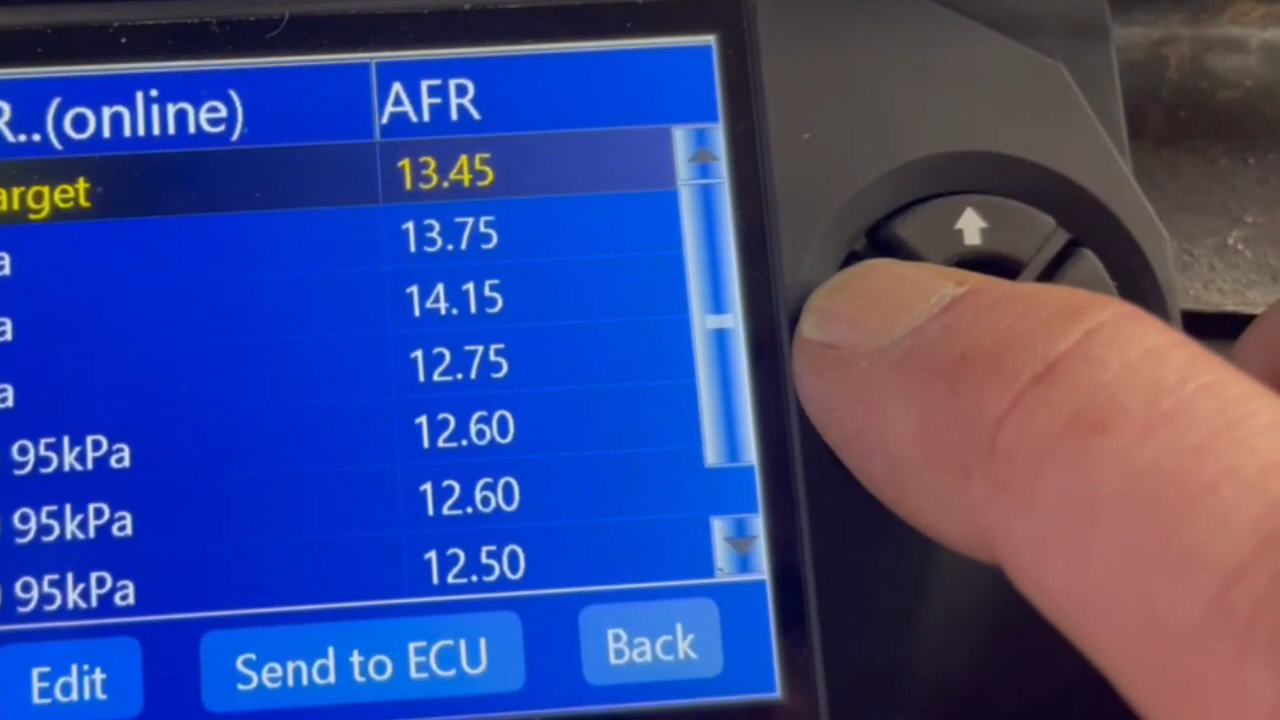 R..(online) AFR
arget 13.45
a 13.75
a 14.15
a 12.75
95kPa 12.60
95kPa 12.60
95kPa 12.50
Edit Send to ECU Back